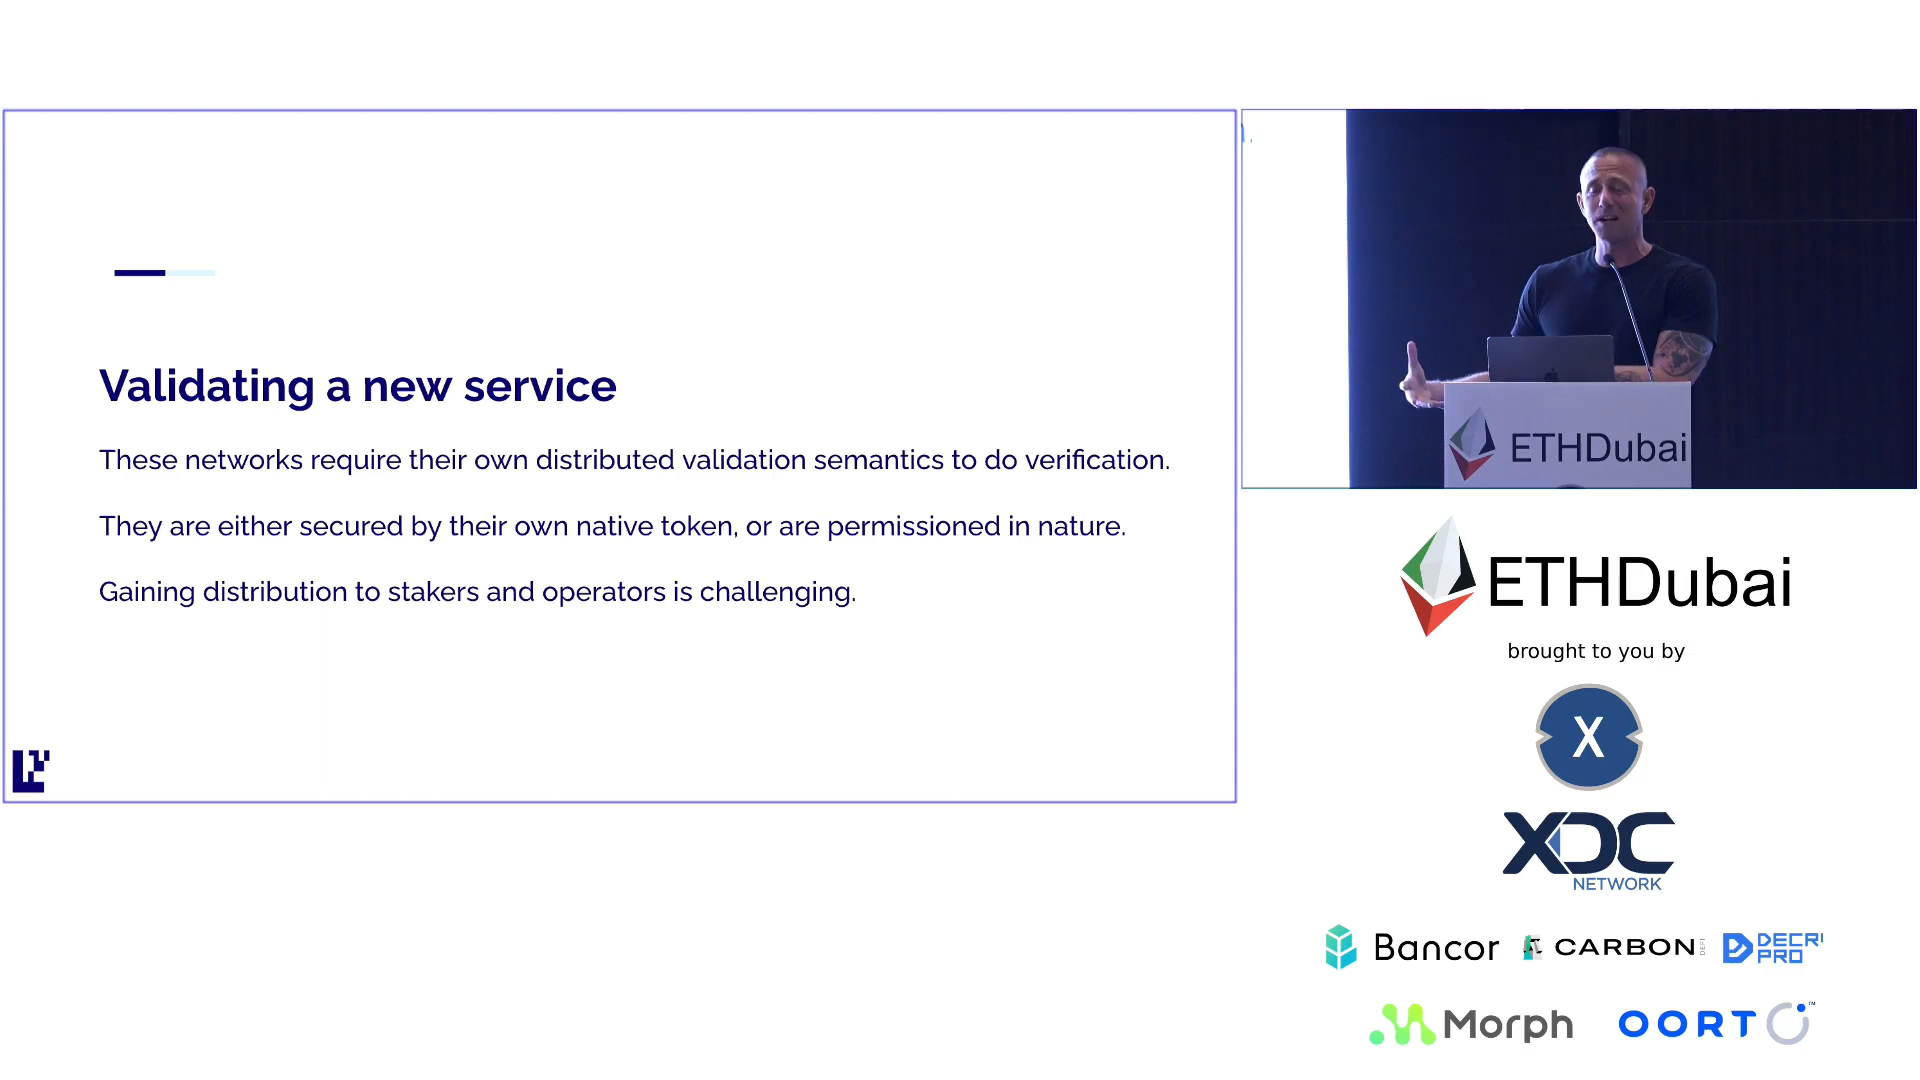 Validating a new service
These networks require their own distributed validation semantics to do verification.
They are either secured by their own native token, or are permissioned in nature.
Gaining distribution to stakers and operators is challenging.
ETHDubai
ETHDubai
brought to you by
X
XDC
NETWORK
Bancor
CARBON DEFI
DECRI
PRO
Morph
OORT ™